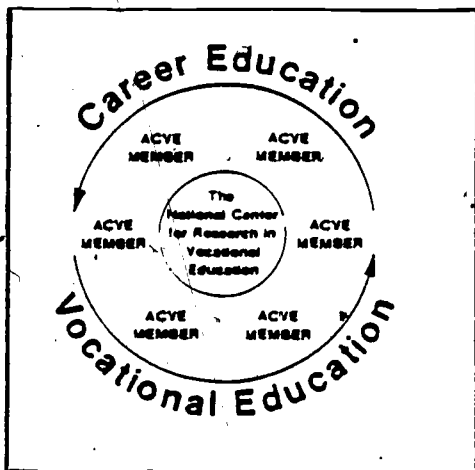 Career Education
ACVE
MEMBER
ACVE
MEMBER
ACVE
MEMBER
The
National Center
for Research in
Vocational
Education
ACVE
MEMBER
ACVE
MEMBER
ACVE
MEMBER
Vocational Education